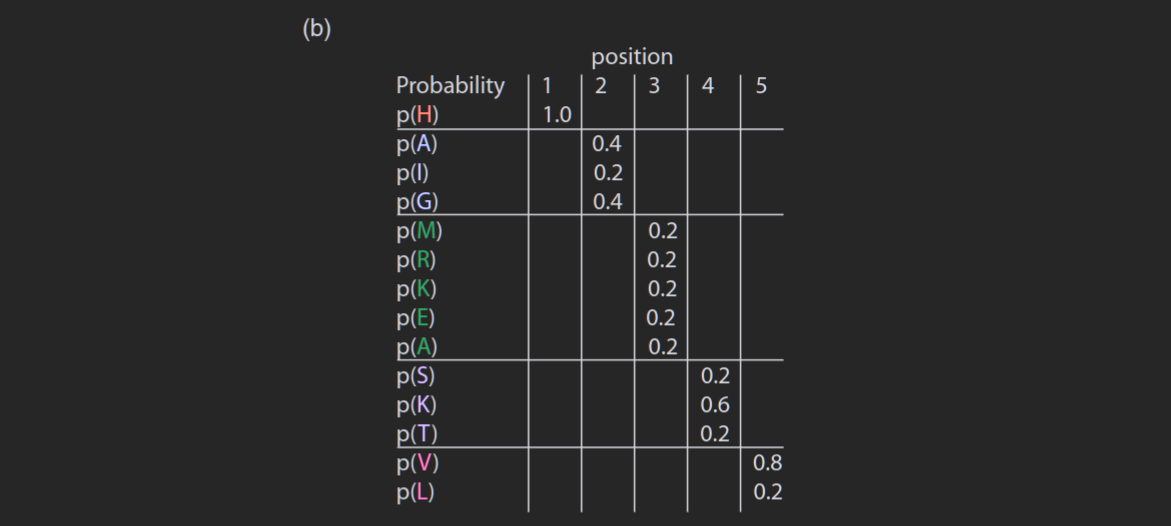 (b)
position
Probability 1 2 3 4 5
p(H) 1.0
p(A) 0.4
p(I) 0.2
p(G) 0.4
p(M) 0.2
p(R) 0.2
p(K) 0.2
p(E) 0.2
p(A) 0.2
p(S) 0.2
p(K) 0.6
p(T) 0.2
p(V) 0.8
p(L) 0.2